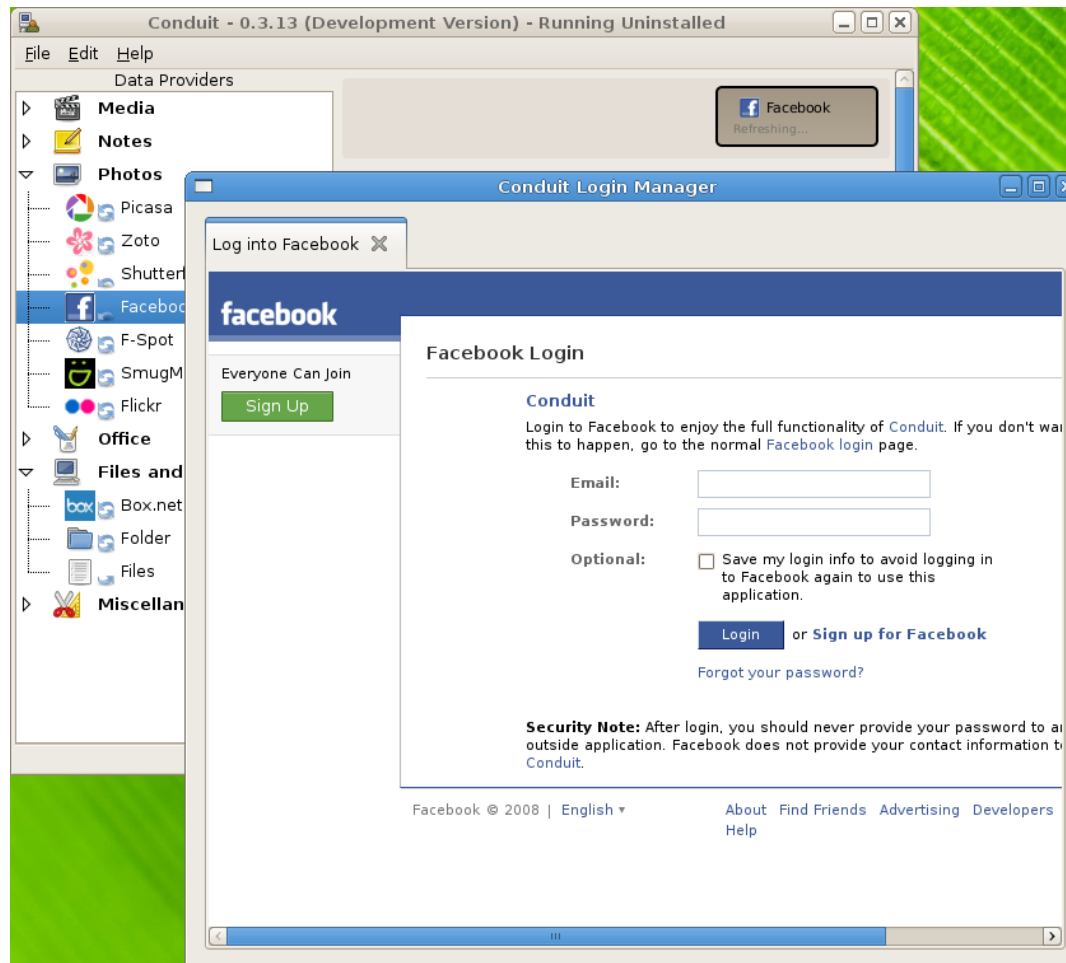 Conduit - 0.3.13 (Development Version) - Running Uninstalled
File Edit Help
Data Providers
Media
Notes
Photos
Picasa
Zoto
F-Spot
Flickr
Office
Files and
Box.net
Folder
Files
Facebook
Refreshing...
Conduit Login Manager
Log into Facebook
facebook
Everyone Can Join
Sign Up
Facebook Login
Conduit
Login to Facebook to enjoy the full functionality of Conduit. If you don't
this to happen, go to the normal Facebook login page.
Email:
Password:
Optional:
Save my login info to avoid logging in
to Facebook again to use this
application.
Login or Sign up for Facebook
Forgot your password?
Security Note: After login, you should never provide your password to
outside application. Facebook does not provide your contact information
Conduit.
Facebook © 2008 | English
About Find Friends Advertising Developers
Help